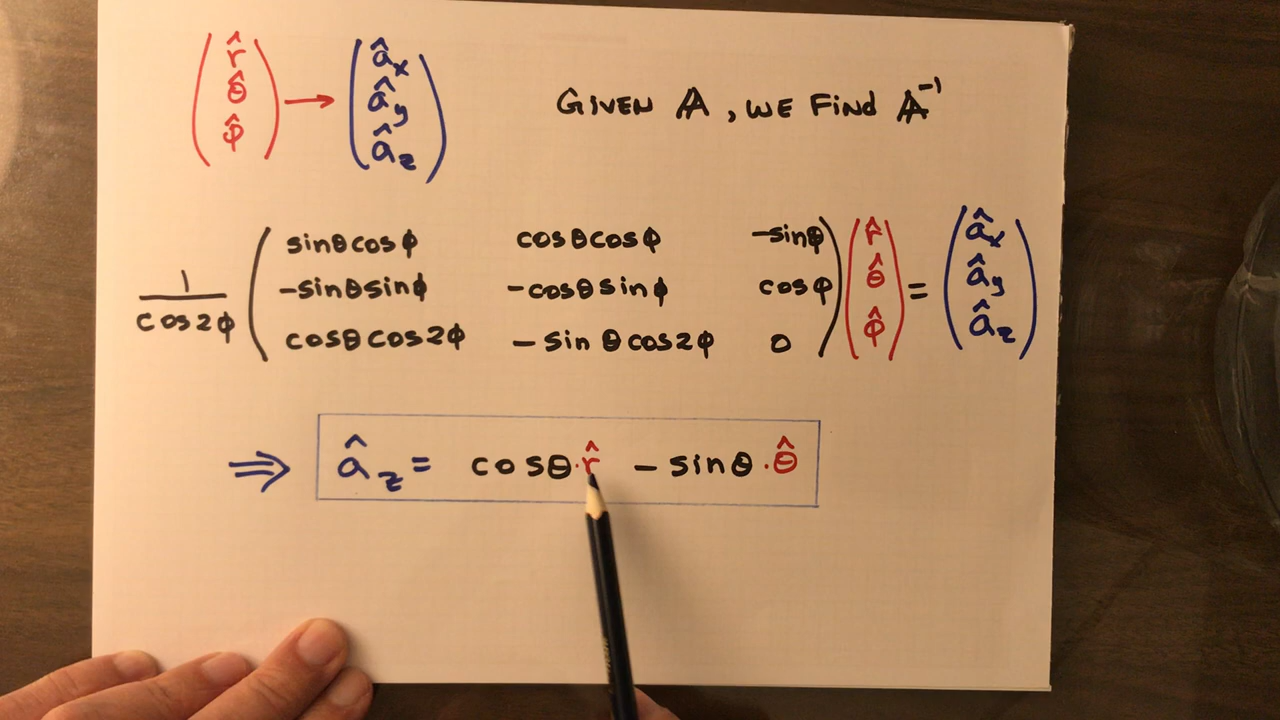 (r̂ θ̂ φ̂) → (âx ây âz)
GIVEN A, WE FIND A⁻¹
1/cos2φ (sinθcosφ cosθcosφ -sinφ) (r̂) = (âx)
(-sinθsinφ -cosθsinφ cosφ) (θ̂) (ây)
(cosθcos2φ -sinθcos2φ 0) (φ̂) (âz)
⇒ âz = cosθ·r̂ - sinθ·θ̂